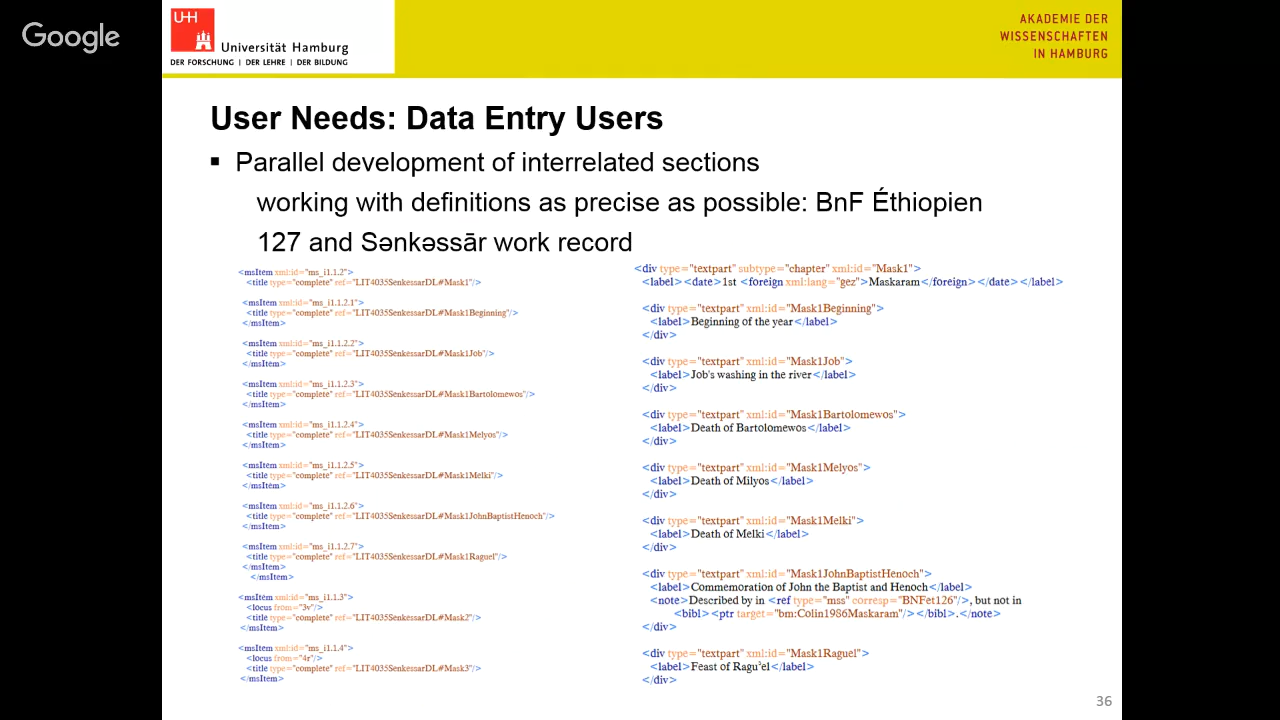 Google
UHH
Universität Hamburg
DER FORSCHUNG | DER LEHRE | DER BILDUNG
AKADEMIE DER
WISSENSCHAFTEN
IN HAMBURG
User Needs: Data Entry Users
▪ Parallel development of interrelated sections
working with definitions as precise as possible: BnF Éthiopien
127 and Sǝnkǝssār work record
<msItem xml:id="ms_i1.1.2">
<title type="complete" ref="LIT4035SenkessarDL#Mask1"/>
<msItem xml:id="ms_i1.1.2.1">
<title type="complete" ref="LIT4035SenkessarDL#Mask1Beginning"/>
</msItem>
<msItem xml:id="ms_i1.1.2.2">
<title type="complete" ref="LIT4035SenkessarDL#Mask1Job"/>
</msItem>
<msItem xml:id="ms_i1.1.2.3">
<title type="complete" ref="LIT4035SenkessarDL#Mask1Bartolomewos"/>
</msItem>
<msItem xml:id="ms_i1.1.2.4">
<title type="complete" ref="LIT4035SenkessarDL#Mask1Melyos"/>
</msItem>
<msItem xml:id="ms_i1.1.2.5">
<title type="complete" ref="LIT4035SenkessarDL#Mask1Melki"/>
</msItem>
<msItem xml:id="ms_i1.1.2.6">
<title type="complete" ref="LIT4035SenkessarDL#Mask1JohnBaptistHenoch"/>
</msItem>
<msItem xml:id="ms_i1.1.2.7">
<title type="complete" ref="LIT4035SenkessarDL#Mask1Raguel"/>
</msItem>
</msItem>
<msItem xml:id="ms_i1.1.3">
<locus from="3v"/>
<title type="complete" ref="LIT4035SenkessarDL#Mask2"/>
</msItem>
<msItem xml:id="ms_i1.1.4">
<locus from="4r"/>
<title type="complete" ref="LIT4035SenkessarDL#Mask3"/>
</msItem>
<div type="textpart" subtype="chapter" xml:id="Mask1">
<label><date>1st <foreign xml:lang="gez">Maskaram</foreign></date></label>
<div type="textpart" xml:id="Mask1Beginning">
<label>Beginning of the year</label>
</div>
<div type="textpart" xml:id="Mask1Job">
<label>Job's washing in the river</label>
</div>
<div type="textpart" xml:id="Mask1Bartolomewos">
<label>Death of Bartolomewos</label>
</div>
<div type="textpart" xml:id="Mask1Melyos">
<label>Death of Milyos</label>
</div>
<div type="textpart" xml:id="Mask1Melki">
<label>Death of Melki</label>
</div>
<div type="textpart" xml:id="Mask1JohnBaptistHenoch">
<label>Commemoration of John the Baptist and Henoch</label>
<note>Described by in <ref type="mss" corresp="BNFet126"/>, but not in
<bibl><ptr target="bm:Colin1986Maskaram"/></bibl>.</note>
</div>
<div type="textpart" xml:id="Mask1Raguel">
<label>Feast of Raguʾel</label>
</div>
36